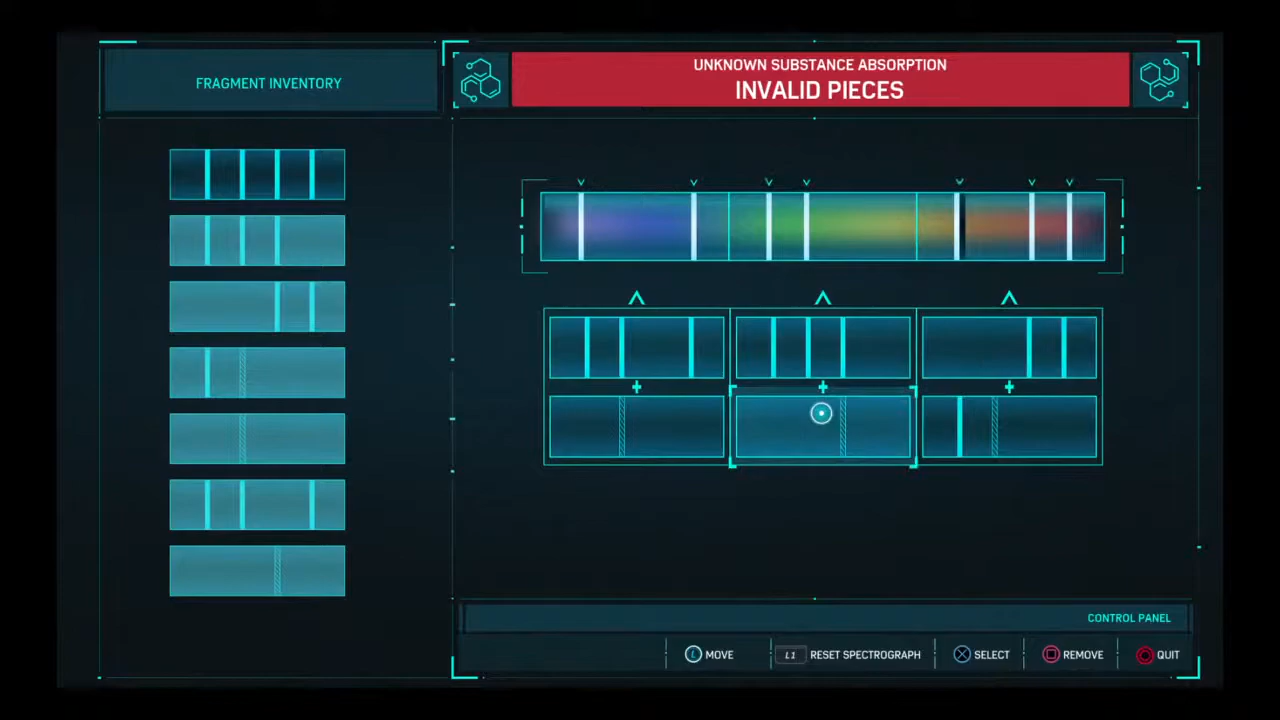 FRAGMENT INVENTORY
UNKNOWN SUBSTANCE ABSORPTION
INVALID PIECES
CONTROL PANEL
L MOVE
L1 RESET SPECTROGRAPH
SELECT
REMOVE
QUIT